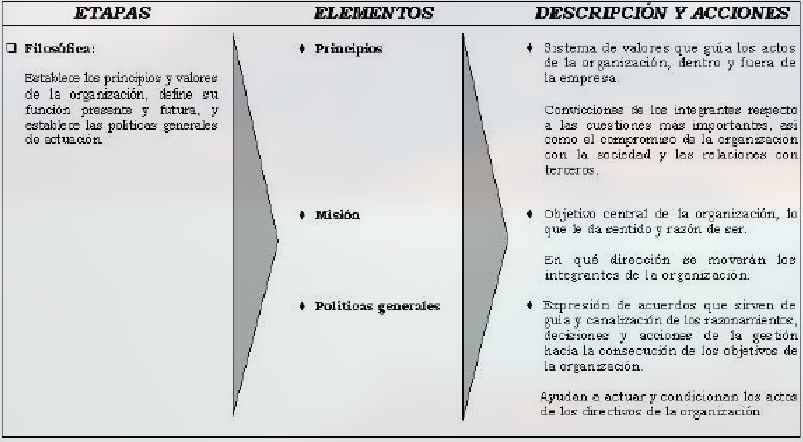 ETAPAS
ELEMENTOS
DESCRIPCIÓN Y ACCIONES
❑ Filosófica:
Establece los principios y valores
de la organización, define su
función presente y futura, y
establece las políticas generales
de actuación
♦ Principios
♦ Misión
♦ Políticas generales
♦ Sistema de valores que guía los actos
de la organización, dentro y fuera de
la empresa.
Convicciones de los integrantes respecto
a las cuestiones más importantes, así
como el compromiso de la organización
con la sociedad y las relaciones con
terceros.
♦ Objetivo central de la organización, lo
que le da sentido y razón de ser.
En qué dirección se moverán los
integrantes de la organización.
♦ Expresión de acuerdos que sirven de
guía y canalización de los razonamientos,
decisiones y acciones de la gestión
hacia la consecución de los objetivos de
la organización.
Ayudan a actuar y condicionan los actos
de los directivos de la organización